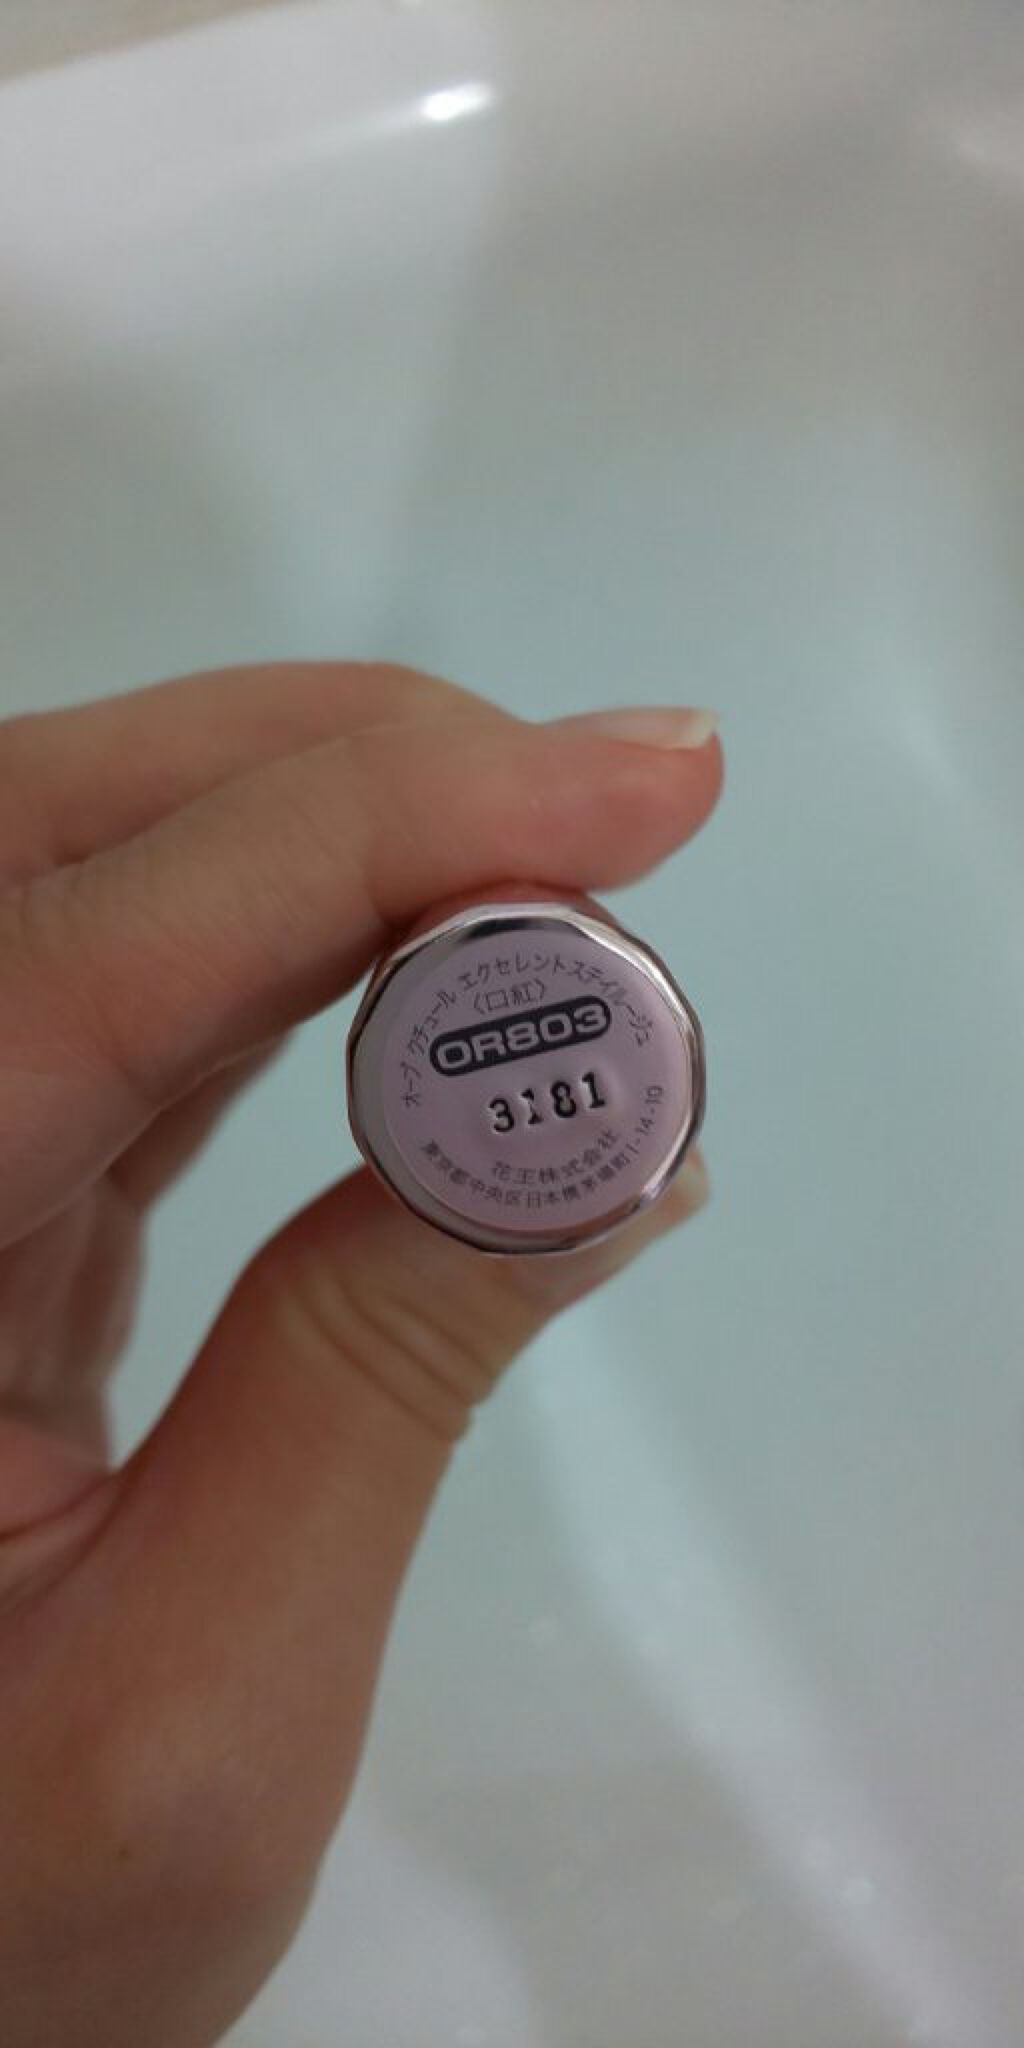 オーブ クチュール エクセレントステイルージュ
〈口紅〉
OR803
3181
花王株式会社
東京都中央区日本橋茅場町1-14-10